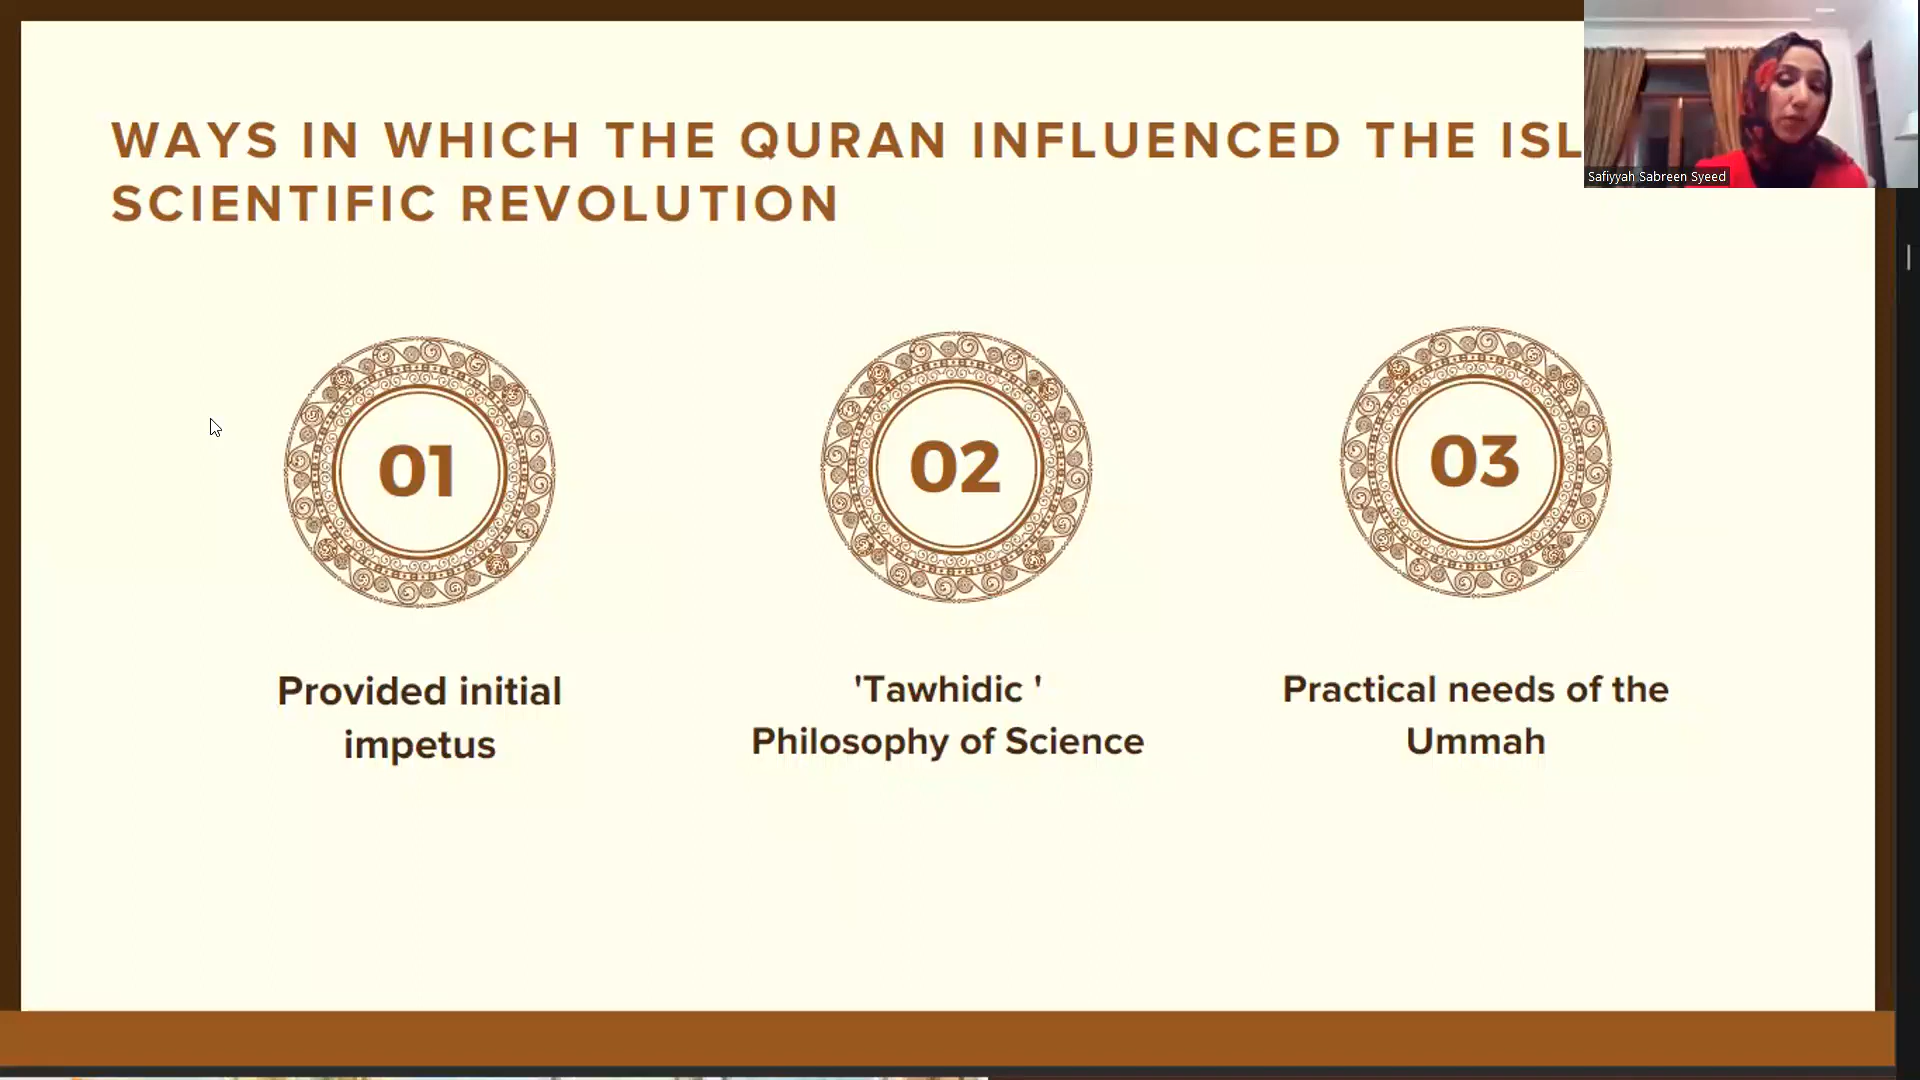 WAYS IN WHICH THE QURAN INFLUENCED THE ISL
SCIENTIFIC REVOLUTION
Safiyyah Sabreen Syeed
01
02
03
Provided initial
impetus
'Tawhidic '
Philosophy of Science
Practical needs of the
Ummah